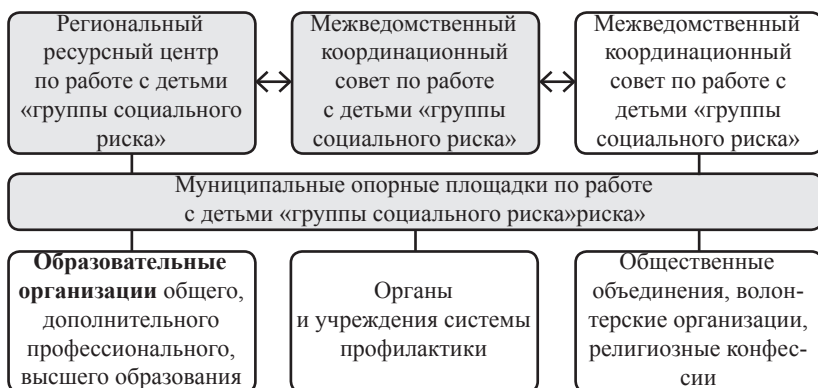 Региональный
ресурсный центр
по работе с детьми
«группы социального
риска»
Межведомственный
координационный
совет по работе
с детьми «группы
социального риска»
Межведомственный
координационный
совет по работе с
детьми «группы
социального риска»
Муниципальные опорные площадки по работе
с детьми «группы социального риска»риска»
Образовательные
организации общего,
дополнительного
профессионального,
высшего образования
Органы
и учреждения системы
профилактики
Общественные
объединения, волон-
терские организации,
религиозные конфес-
сии